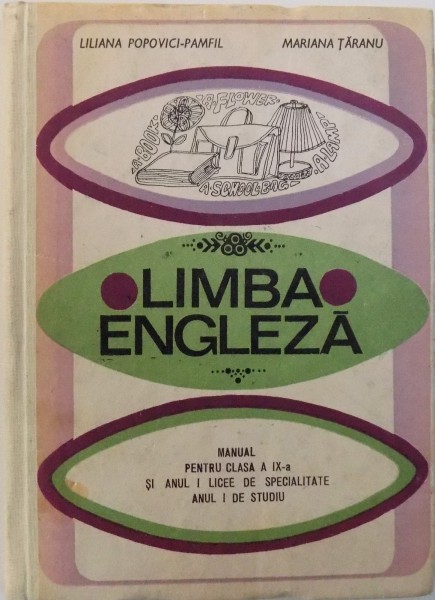 LILIANA POPOVICI-PAMFIL
MARIANA ȚĂRANU
A BOOK
A FLOWER
A LAMP
A SCHOOLBAG
LIMBA
ENGLEZĂ
MANUAL
PENTRU CLASA A IX-a
ȘI ANUL I LICEE DE SPECIALITATE
ANUL I DE STUDIU